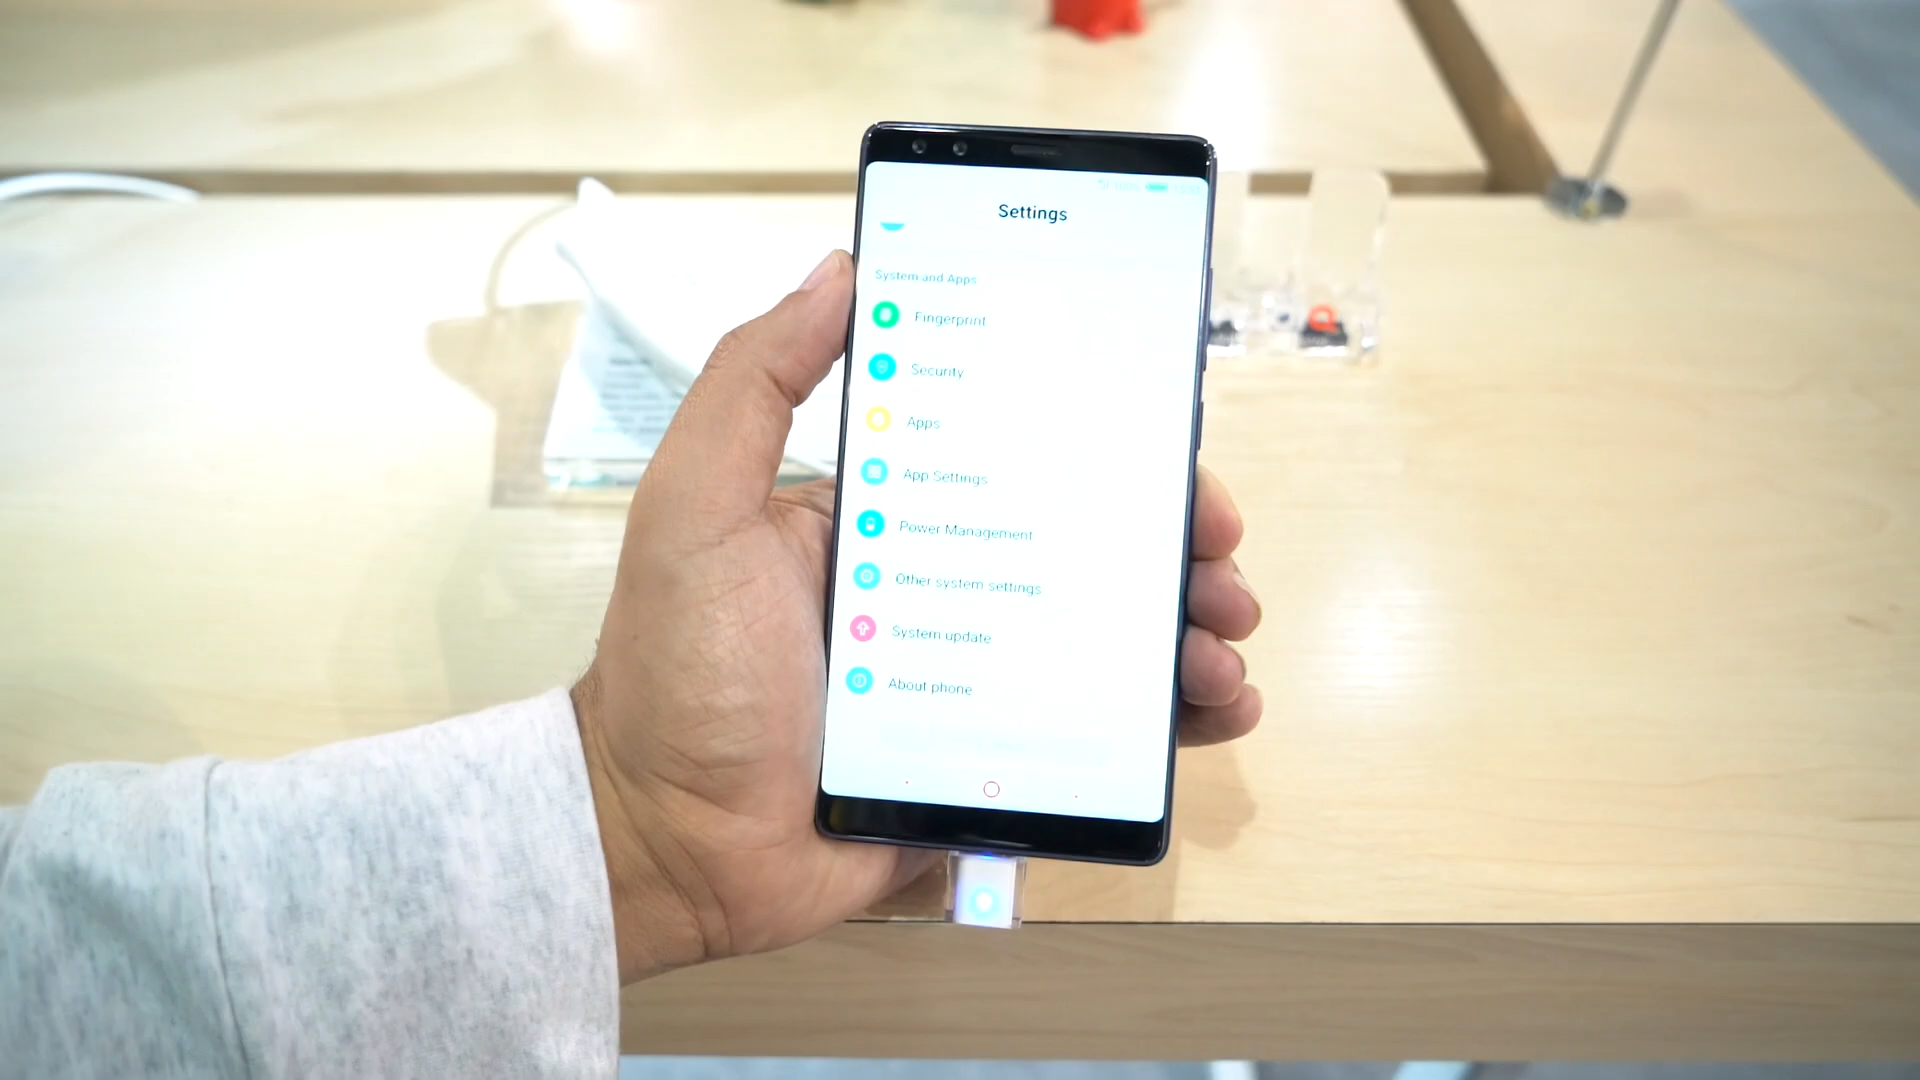 Settings
System and Apps
Fingerprint
Security
Apps
App Settings
Power Management
Other system settings
System update
About phone